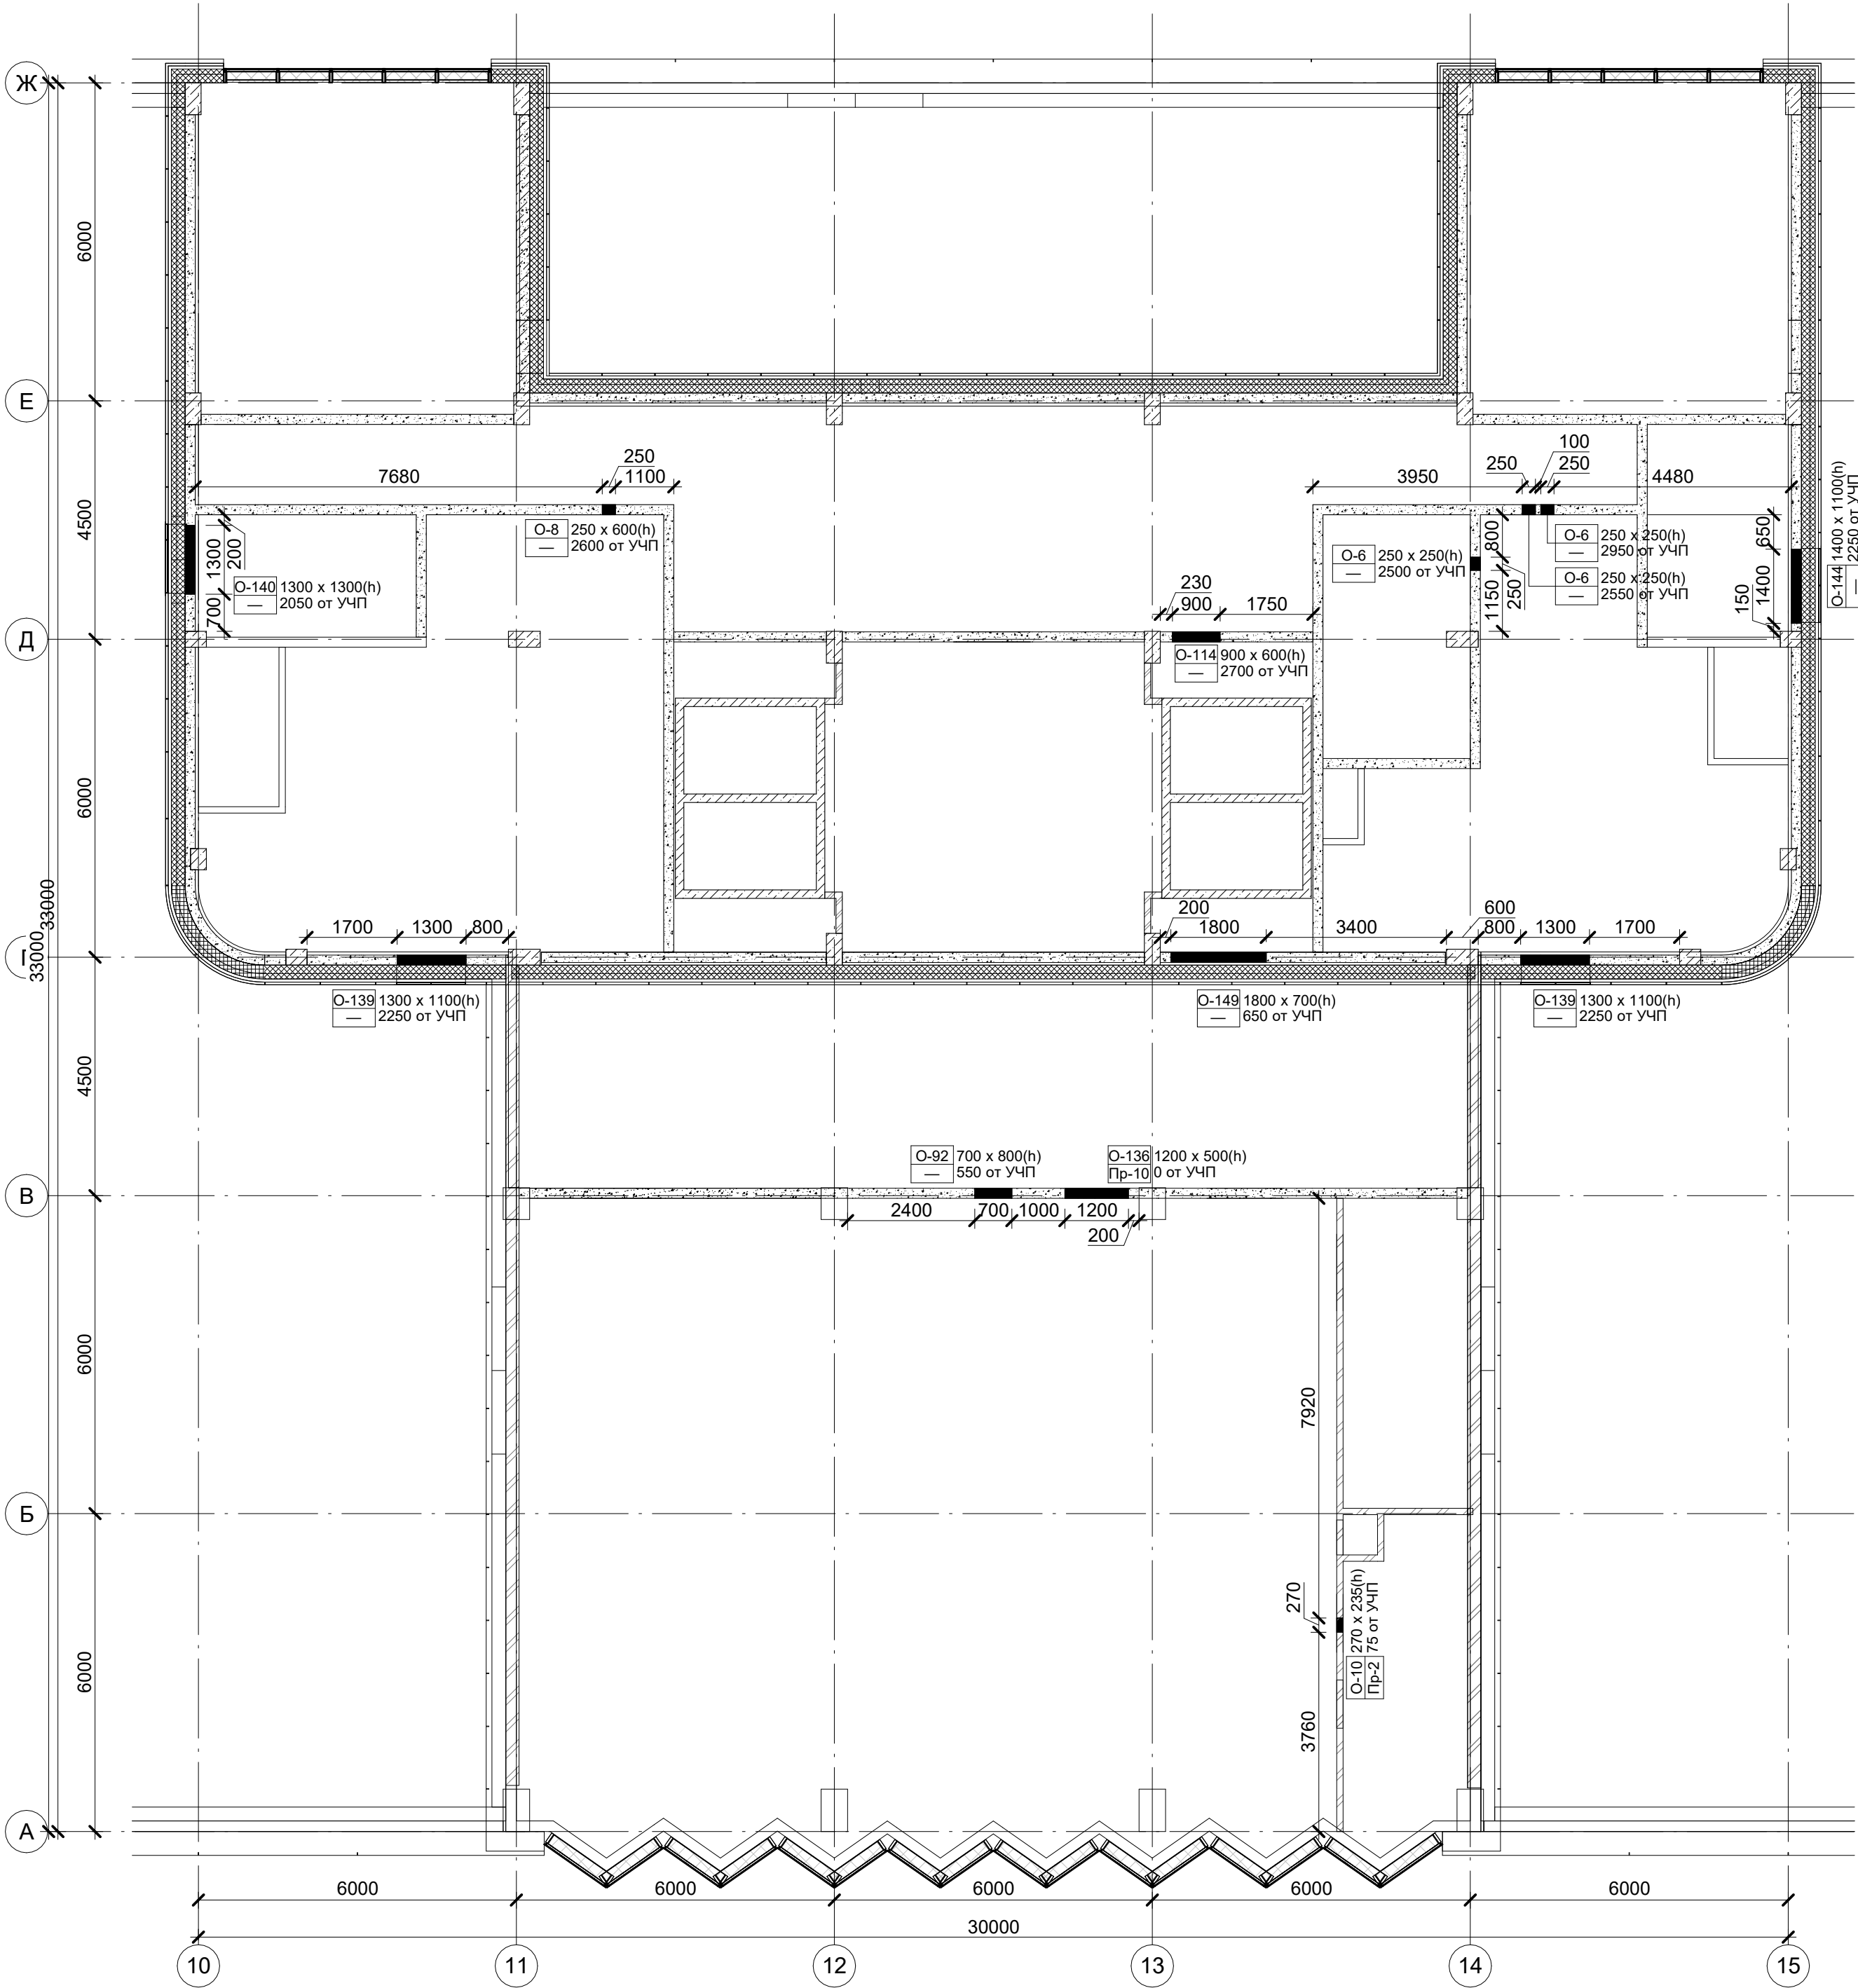 Ж
6000
Е
250
7680
1100
100
3950
250
250
4480
4500
О-8 250 x 600(h)
— 2600 от УЧП
1300
200
700
О-140 1300 x 1300(h)
— 2050 от УЧП
О-6 250 x 250(h)
— 2500 от УЧП
800
250
1150
О-6 250 x 250(h)
— 2950 от УЧП
О-6 250 x 250(h)
— 2550 от УЧП
650
1400
150
О-144 1400 x 1100(h)
— 2250 от УЧП
230
900
1750
Д
О-114 900 x 600(h)
— 2700 от УЧП
6000
33000
33000
1700
1300
800
200
1800
3400
600
800
1300
1700
О-139 1300 x 1100(h)
— 2250 от УЧП
О-149 1800 x 700(h)
— 650 от УЧП
О-139 1300 x 1100(h)
— 2250 от УЧП
4500
О-92 700 x 800(h)
— 550 от УЧП
О-136 1200 x 500(h)
Пр-10 0 от УЧП
В
2400
700
1000
1200
200
6000
7920
Б
270
О-10 270 x 235(h)
Пр-2 75 от УЧП
6000
3760
А
6000
6000
6000
6000
6000
30000
10
11
12
13
14
15